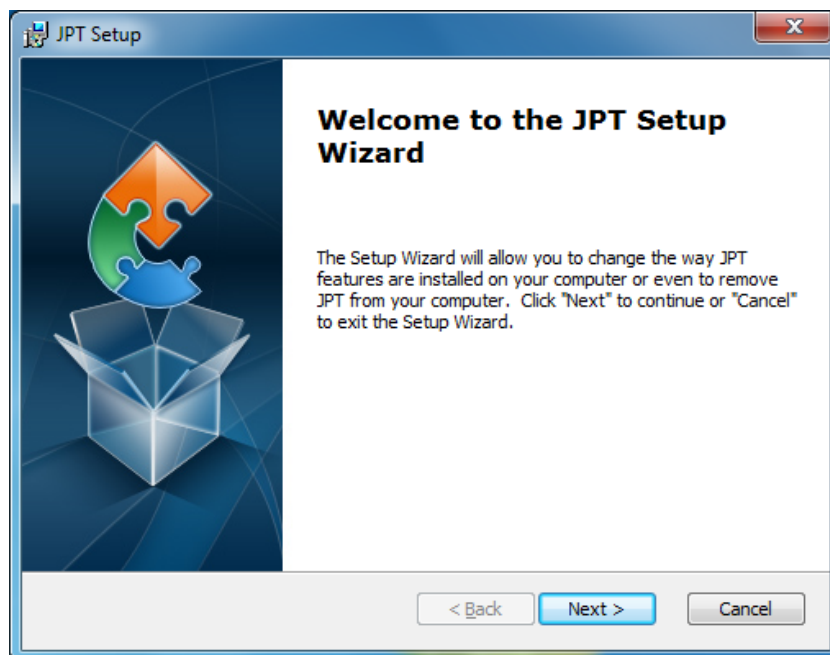 JPT Setup
Welcome to the JPT Setup
Wizard
The Setup Wizard will allow you to change the way JPT
features are installed on your computer or even to remove
JPT from your computer. Click "Next" to continue or "Cancel"
to exit the Setup Wizard.
< Back
Next >
Cancel